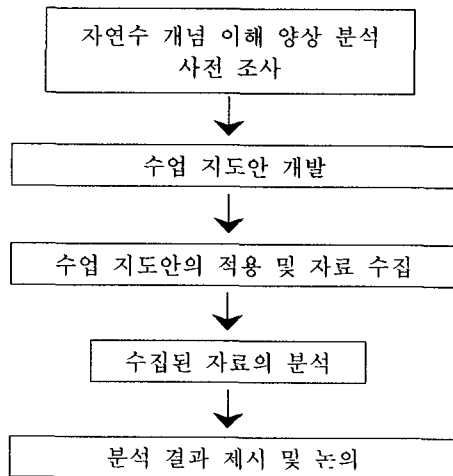 자연수 개념 이해 양상 분석
사전 조사
수업 지도안 개발
수업 지도안의 적용 및 자료 수집
수집된 자료의 분석
분석 결과 제시 및 논의